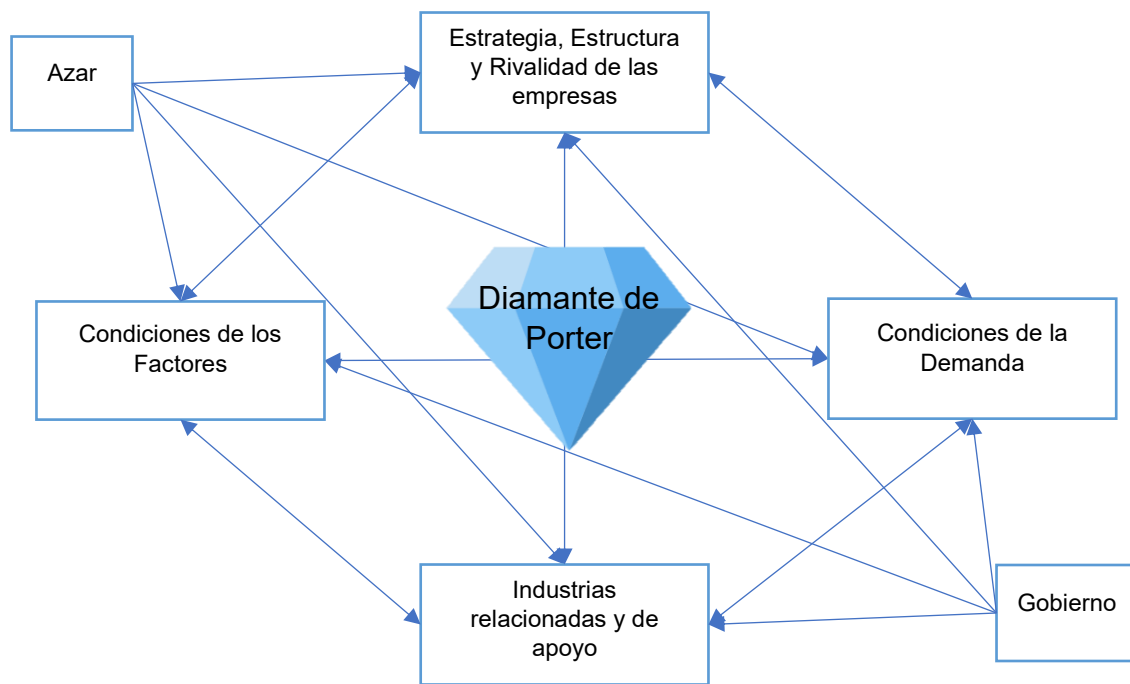 Azar
Estrategia, Estructura
y Rivalidad de las
empresas
Diamante de
Porter
Condiciones de los
Factores
Condiciones de la
Demanda
Industrias
relacionadas y de
apoyo
Gobierno